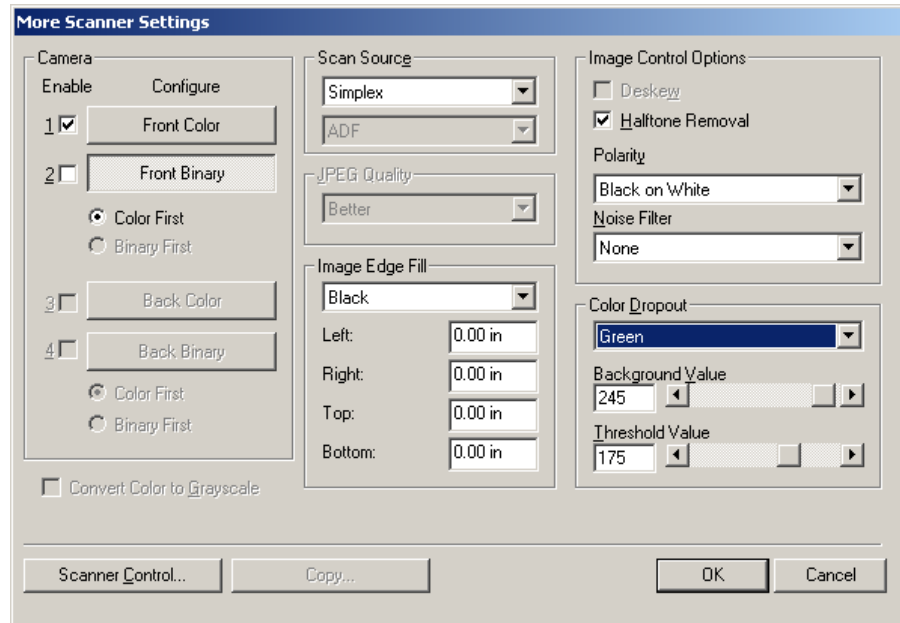 More Scanner Settings
Camera
Enable Configure
1 Front Color
2 Front Binary
Color First
Binary First
3 Back Color
4 Back Binary
Color First
Binary First
Convert Color to Grayscale
Scan Source
Simplex
ADF
JPEG Quality
Better
Image Edge Fill
Black
Left: 0.00 in
Right: 0.00 in
Top: 0.00 in
Bottom: 0.00 in
Image Control Options
Deskew
Halftone Removal
Polarity
Black on White
Noise Filter
None
Color Dropout
Green
Background Value
245
Threshold Value
175
Scanner Control... Copy... OK Cancel